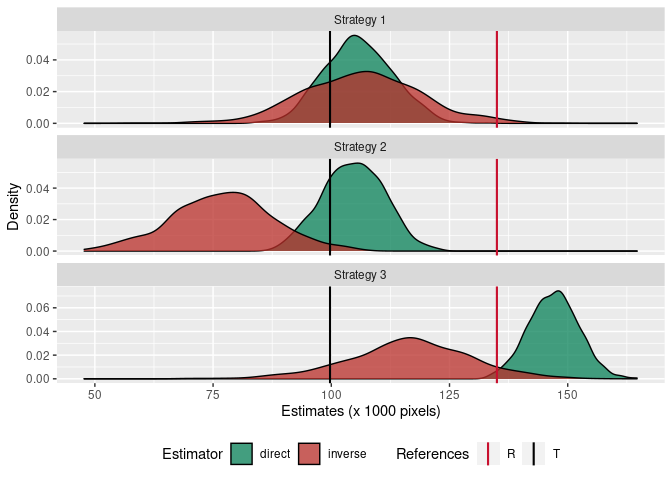 Strategy 1
0.04
0.02
0.00
Strategy 2
0.04
0.02
0.00
Density
Strategy 3
0.06
0.04
0.02
0.00
50 75 100 125 150
Estimates (x 1000 pixels)
Estimator direct inverse References R T